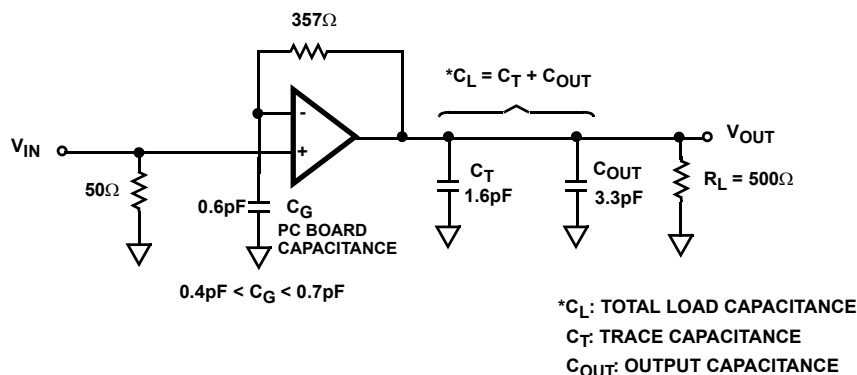 357Ω
*CL = CT + COUT
-
+
VIN
VOUT
50Ω
0.6pF
CG
PC BOARD
CAPACITANCE
CT
1.6pF
COUT
3.3pF
RL = 500Ω
0.4pF < CG < 0.7pF
*CL: TOTAL LOAD CAPACITANCE
CT: TRACE CAPACITANCE
COUT: OUTPUT CAPACITANCE